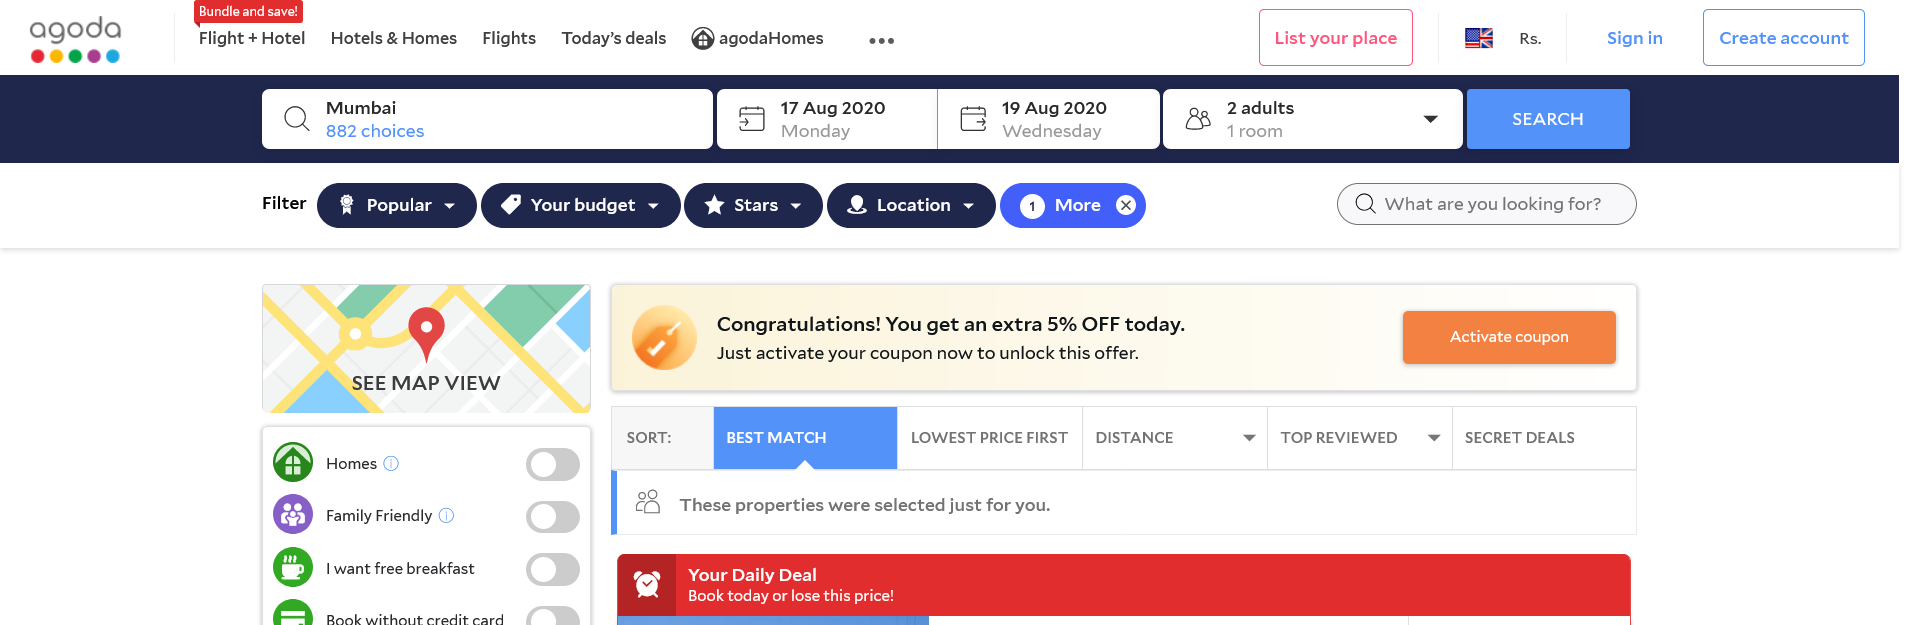 Bundle and save!
agoda
Flight + Hotel
Hotels & Homes
Flights
Today's deals
agodaHomes
List your place
Rs.
Sign in
Create account
Mumbai
882 choices
17 Aug 2020
Monday
19 Aug 2020
Wednesday
2 adults
1 room
SEARCH
Filter
Popular
Your budget
Stars
Location
1
More
What are you looking for?
SEE MAP VIEW
Congratulations! You get an extra 5% OFF today.
Just activate your coupon now to unlock this offer.
Activate coupon
SORT:
BEST MATCH
LOWEST PRICE FIRST
DISTANCE
TOP REVIEWED
SECRET DEALS
Homes
Family Friendly
I want free breakfast
Book without credit card
These properties were selected just for you.
Your Daily Deal
Book today or lose this price!